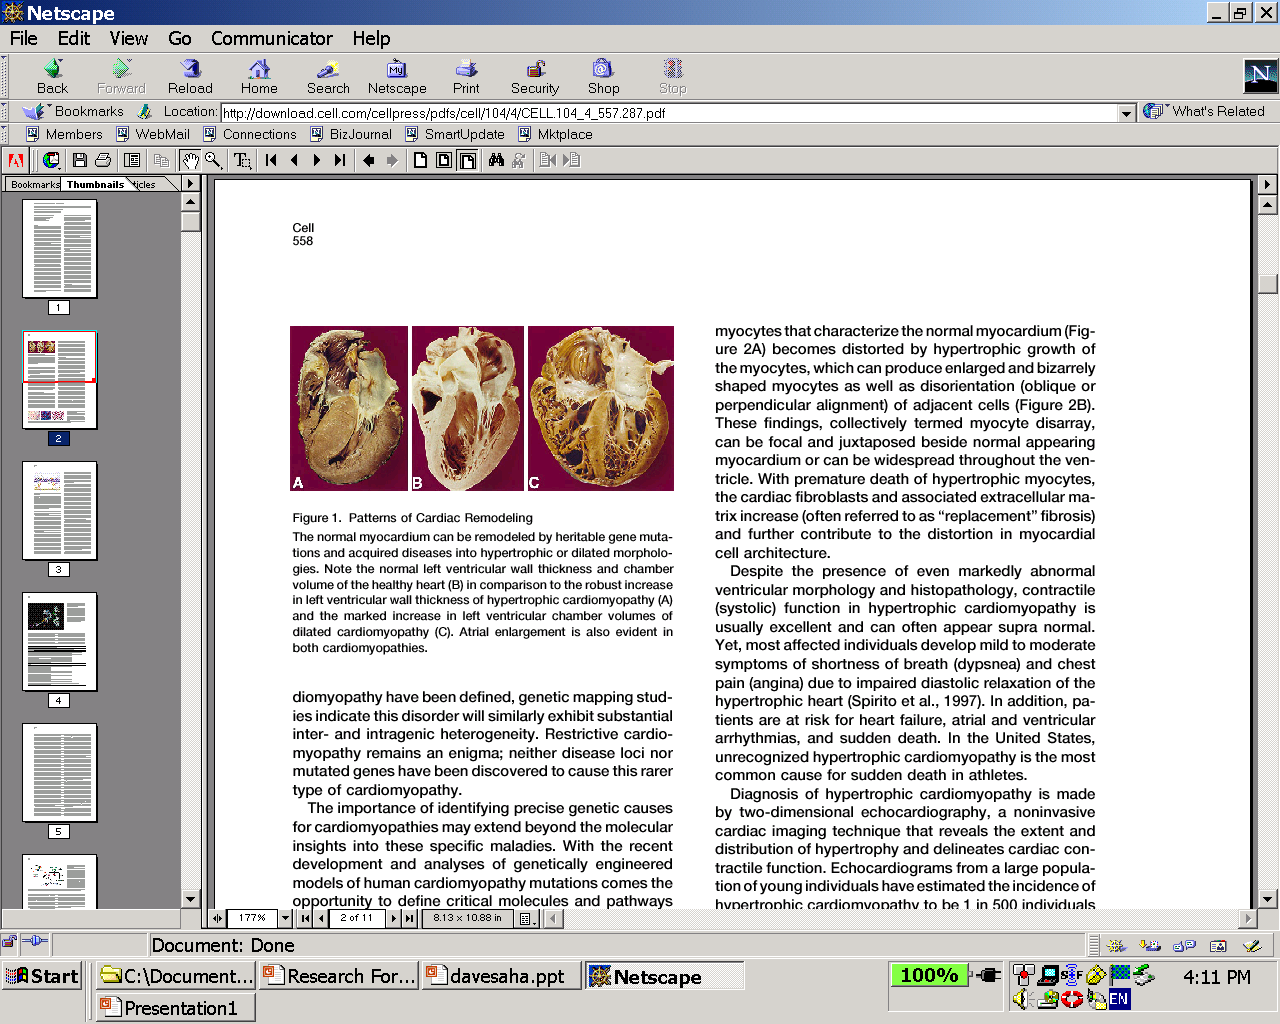 Netscape
File Edit View Go Communicator Help
Back Forward Reload Home Search Netscape Print Security Shop Stop
My
N
Bookmarks Location: http://download.cell.com/cellpress/pdfs/cell/104/4/CELL.104_4_557.287.pdf What's Related
Members WebMail Connections BizJournal SmartUpdate Mktplace
Bookmarks Thumbnails ticles
1
2
3
4
5
Cell
558
A B C
Figure 1. Patterns of Cardiac Remodeling
The normal myocardium can be remodeled by heritable gene muta-
tions and acquired diseases into hypertrophic or dilated morpholo-
gies. Note the normal left ventricular wall thickness and chamber
volume of the healthy heart (B) in comparison to the robust increase
in left ventricular wall thickness of hypertrophic cardiomyopathy (A)
and the marked increase in left ventricular chamber volumes of
dilated cardiomyopathy (C). Atrial enlargement is also evident in
both cardiomyopathies.
diomyopathy have been defined, genetic mapping stud-
ies indicate this disorder will similarly exhibit substantial
inter- and intragenic heterogeneity. Restrictive cardio-
myopathy remains an enigma; neither disease loci nor
mutated genes have been discovered to cause this rarer
type of cardiomyopathy.
The importance of identifying precise genetic causes
for cardiomyopathies may extend beyond the molecular
insights into these specific maladies. With the recent
development and analyses of genetically engineered
models of human cardiomyopathy mutations comes the
opportunity to define critical molecules and pathways
myocytes that characterize the normal myocardium (Fig-
ure 2A) becomes distorted by hypertrophic growth of
the myocytes, which can produce enlarged and bizarrely
shaped myocytes as well as disorientation (oblique or
perpendicular alignment) of adjacent cells (Figure 2B).
These findings, collectively termed myocyte disarray,
can be focal and juxtaposed beside normal appearing
myocardium or can be widespread throughout the ven-
tricle. With premature death of hypertrophic myocytes,
the cardiac fibroblasts and associated extracellular ma-
trix increase (often referred to as “replacement” fibrosis)
and further contribute to the distortion in myocardial
cell architecture.
Despite the presence of even markedly abnormal
ventricular morphology and histopathology, contractile
(systolic) function in hypertrophic cardiomyopathy is
usually excellent and can often appear supra normal.
Yet, most affected individuals develop mild to moderate
symptoms of shortness of breath (dypsnea) and chest
pain (angina) due to impaired diastolic relaxation of the
hypertrophic heart (Spirito et al., 1997). In addition, pa-
tients are at risk for heart failure, atrial and ventricular
arrhythmias, and sudden death. In the United States,
unrecognized hypertrophic cardiomyopathy is the most
common cause for sudden death in athletes.
Diagnosis of hypertrophic cardiomyopathy is made
by two-dimensional echocardiography, a noninvasive
cardiac imaging technique that reveals the extent and
distribution of hypertrophy and delineates cardiac con-
tractile function. Echocardiograms from a large popula-
tion of young individuals have estimated the incidence of
hypertrophic cardiomyopathy to be 1 in 500 individuals
177% 2 of 11 8.13 x 10.88 in
Document: Done
Start C:\Document... Research For... davesaha.ppt Netscape 100% 4:11 PM
Presentation1 EN